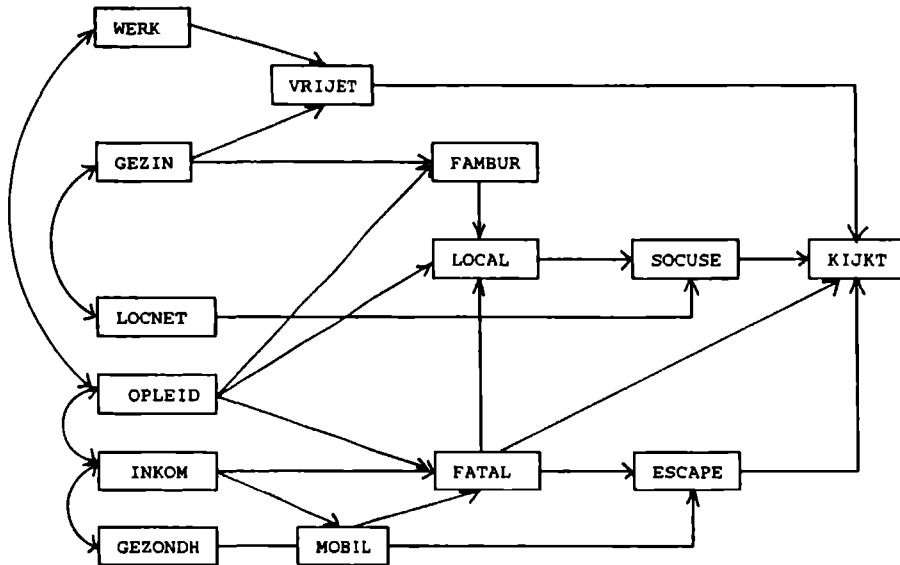 WERK
VRIJET
GEZIN
FAMBUR
LOCAL
SOCUSE
KIJKT
LOCNET
OPLEID
INKOM
FATAL
ESCAPE
GEZONDH
MOBIL